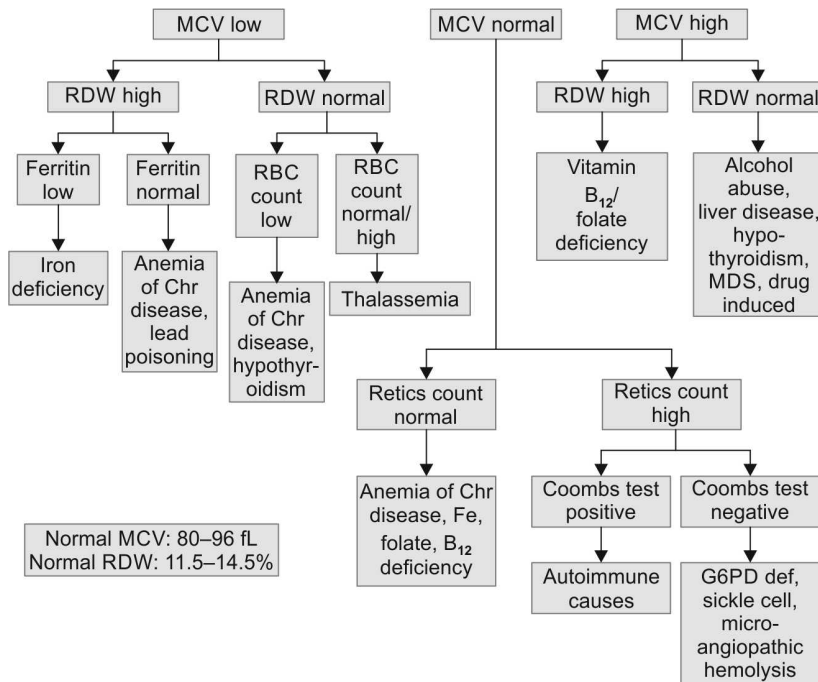 MCV low
MCV normal
MCV high
RDW high
RDW normal
RDW high
RDW normal
Ferritin
low
Ferritin
normal
RBC
count
low
RBC
count
normal/
high
Vitamin
B12/
folate
deficiency
Alcohol
abuse,
liver disease,
hypo-
thyroidism,
MDS, drug
induced
Iron
deficiency
Anemia
of Chr
disease,
lead
poisoning
Anemia
of Chr
disease,
hypothyr-
oidism
Thalassemia
Retics count
normal
Retics count
high
Anemia of Chr
disease, Fe,
folate, B12
deficiency
Coombs test
positive
Coombs test
negative
Autoimmune
causes
G6PD def,
sickle cell,
micro-
angiopathic
hemolysis
Normal MCV: 80–96 fL
Normal RDW: 11.5–14.5%